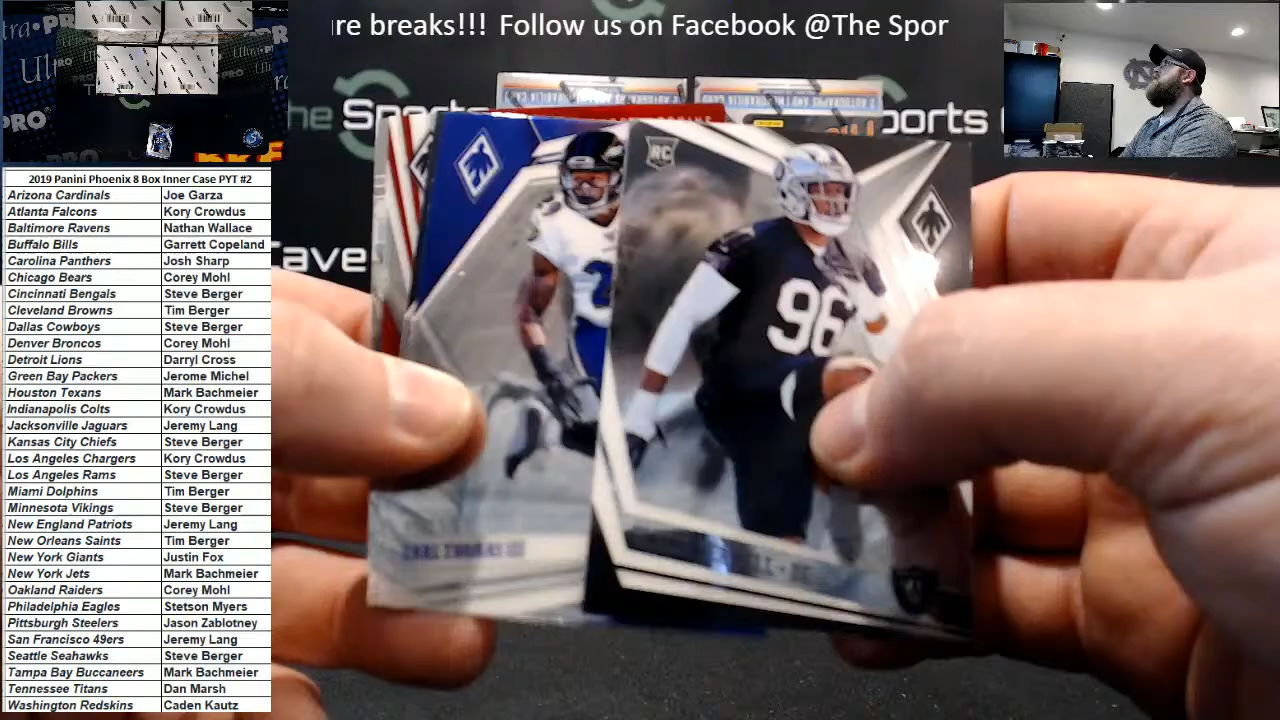 re breaks!!! Follow us on Facebook @The Spor
2019 Panini Phoenix 8 Box Inner Case PYT #2
Arizona Cardinals Joe Garza
Atlanta Falcons Kory Crowdus
Baltimore Ravens Nathan Wallace
Buffalo Bills Garrett Copeland
Carolina Panthers Josh Sharp
Chicago Bears Corey Mohl
Cincinnati Bengals Steve Berger
Cleveland Browns Tim Berger
Dallas Cowboys Steve Berger
Denver Broncos Corey Mohl
Detroit Lions Darryl Cross
Green Bay Packers Jerome Michel
Houston Texans Mark Bachmeier
Indianapolis Colts Kory Crowdus
Jacksonville Jaguars Jeremy Lang
Kansas City Chiefs Steve Berger
Los Angeles Chargers Kory Crowdus
Los Angeles Rams Steve Berger
Miami Dolphins Tim Berger
Minnesota Vikings Steve Berger
New England Patriots Jeremy Lang
New Orleans Saints Tim Berger
New York Giants Justin Fox
New York Jets Mark Bachmeier
Oakland Raiders Corey Mohl
Philadelphia Eagles Stetson Myers
Pittsburgh Steelers Jason Zablotney
San Francisco 49ers Jeremy Lang
Seattle Seahawks Steve Berger
Tampa Bay Buccaneers Mark Bachmeier
Tennessee Titans Dan Marsh
Washington Redskins Caden Kautz
he Sports
ports
ave
RC
96
2
PRO